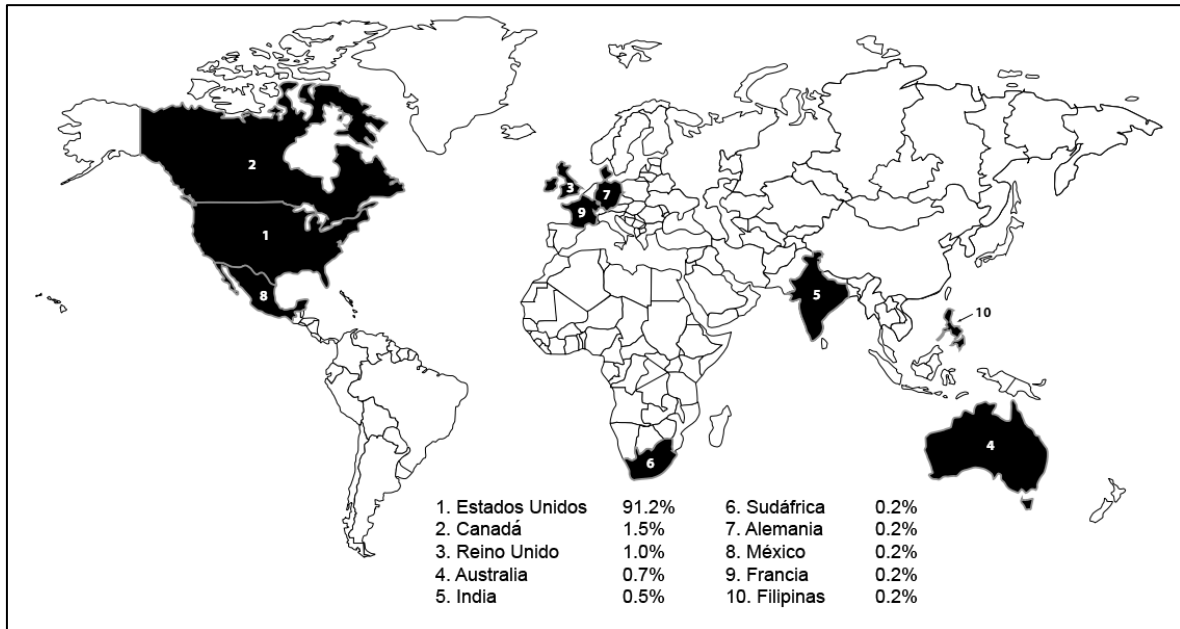 2
1
8
3
7
9
5
10
6
4
1. Estados Unidos 91.2%
2. Canadá 1.5%
3. Reino Unido 1.0%
4. Australia 0.7%
5. India 0.5%
6. Sudáfrica 0.2%
7. Alemania 0.2%
8. México 0.2%
9. Francia 0.2%
10. Filipinas 0.2%